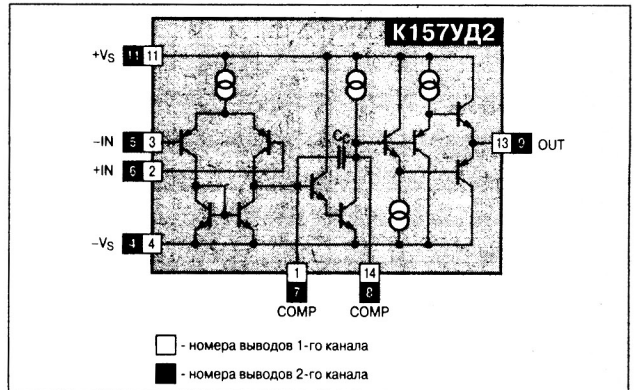 К157УД2
+VS 11 11
–IN 5 3
+IN 6 2
–VS 4 4
CC
13 9 OUT
1 14
7 8
COMP COMP
- номера выводов 1-го канала
- номера выводов 2-го канала